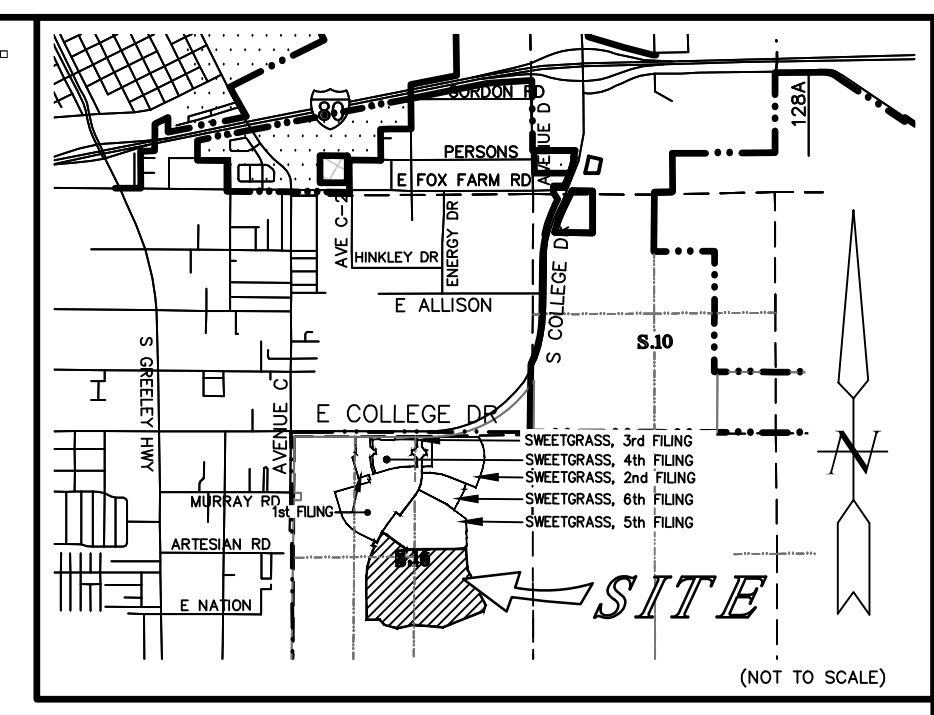 80
GORDON RD
128A
AVENUE D
PERSONS
E FOX FARM RD
AVE C-2
ENERGY DR
HINKLEY DR
E ALLISON
S COLLEGE DR
S.10
S GREELEY HWY
AVENUE C
E COLLEGE DR
SWEETGRASS, 3rd FILING
SWEETGRASS, 4th FILING
SWEETGRASS, 2nd FILING
SWEETGRASS, 6th FILING
SWEETGRASS, 5th FILING
MURRAY RD
1st FILING
N
ARTESIAN RD
S.16
SITE
E NATION
(NOT TO SCALE)